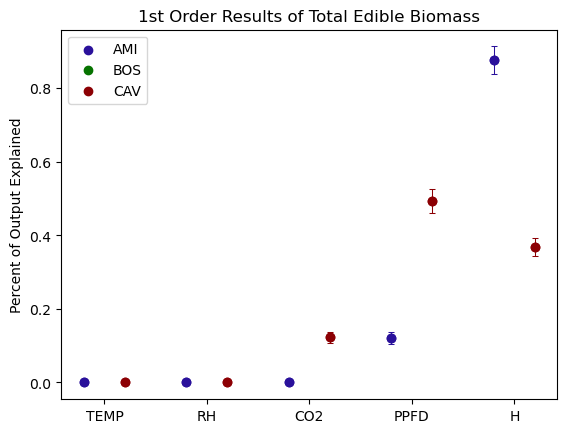 1st Order Results of Total Edible Biomass
AMI
BOS
CAV
Percent of Output Explained
0.8
0.6
0.4
0.2
0.0
TEMP RH CO2 PPFD H